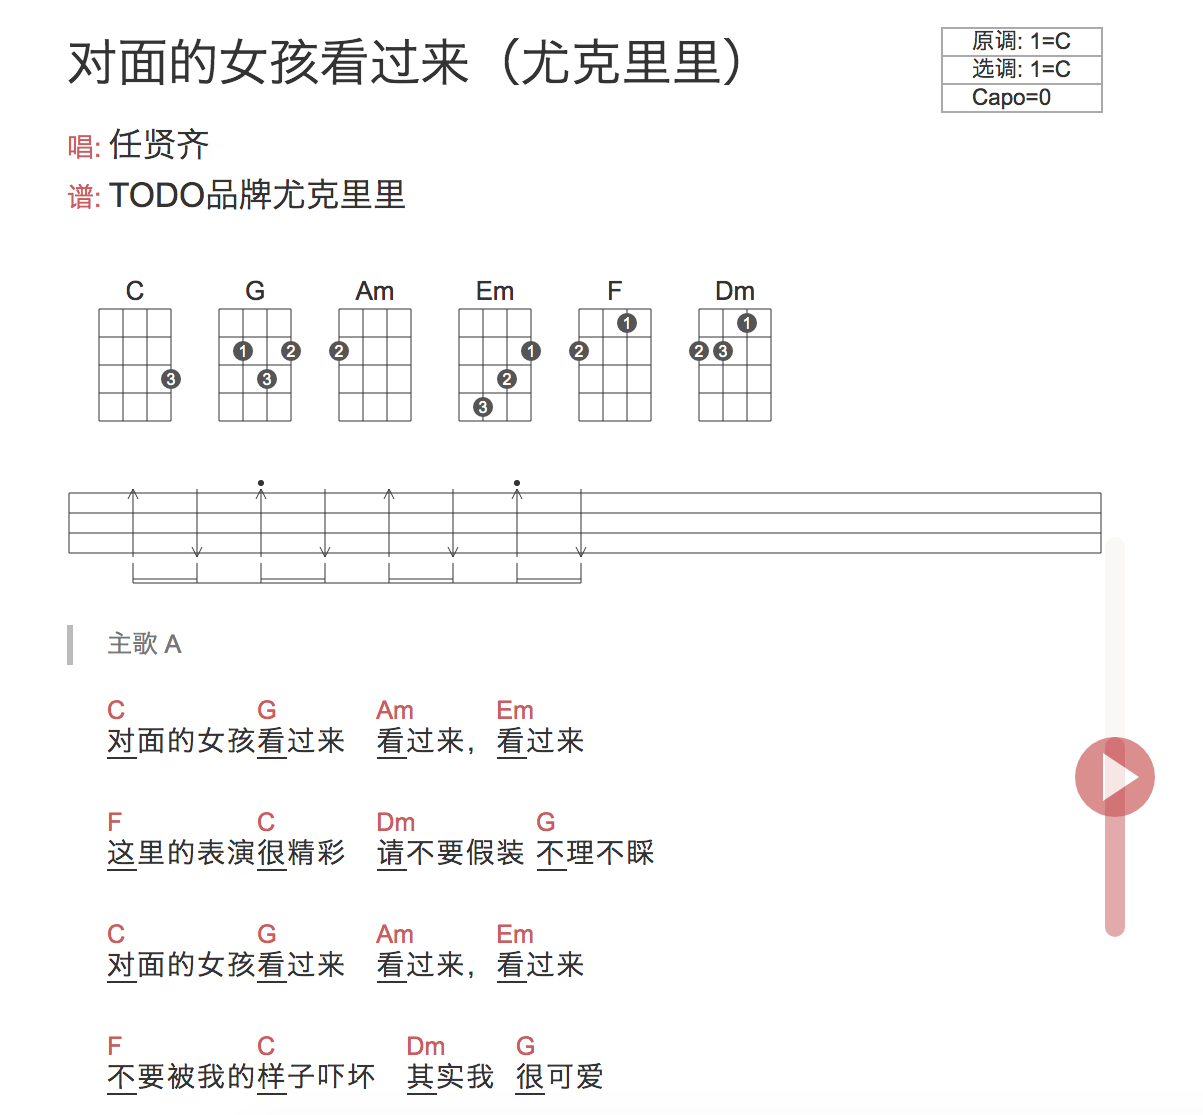 对面的女孩看过来（尤克里里）
原调: 1=C
选调: 1=C
Capo=0
唱: 任贤齐
谱: TODO品牌尤克里里
C G Am Em F Dm
3 1 2 3 2 1 2 3 1 2 1 2 3
主歌 A
C G Am Em
对面的女孩看过来 看过来，看过来
F C Dm G
这里的表演很精彩 请不要假装 不理不睬
C G Am Em
对面的女孩看过来 看过来，看过来
F C Dm G
不要被我的样子吓坏 其实我 很可爱